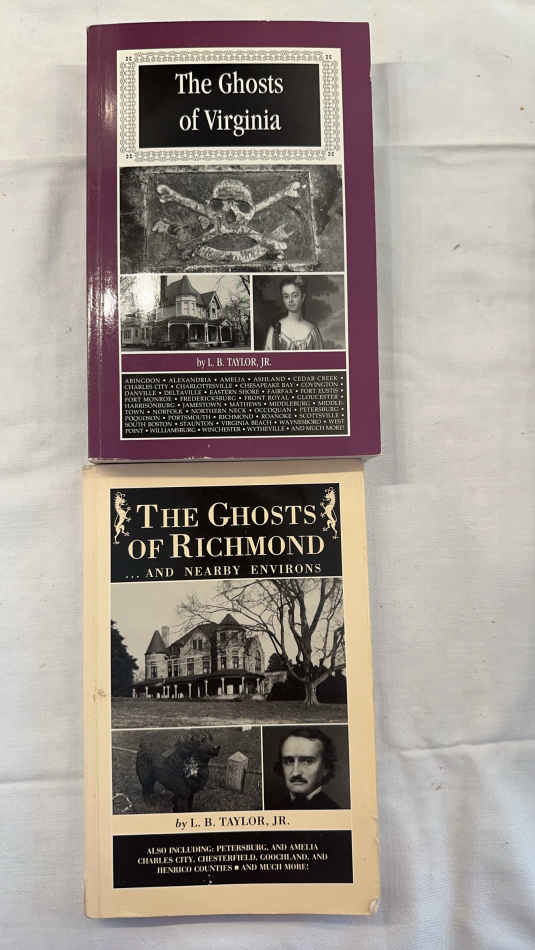 The Ghosts
of Virginia
by L. B. TAYLOR, JR.
ABINGDON • ALEXANDRIA • AMELIA • ASHLAND • CEDAR CREEK •
CHARLES CITY • CHARLOTTESVILLE • CHESAPEAKE BAY • COVINGTON •
DANVILLE • DELTAVILLE • EASTERN SHORE • FAIRFAX • FORT EUSTIS •
FORT MONROE • FREDERICKSBURG • FRONT ROYAL • GLOUCESTER •
HARRISONBURG • JAMESTOWN • MATHEWS • MIDDLEBURG • MIDDLE-
TOWN • NORFOLK • NORTHERN NECK • OCCOQUAN • PETERSBURG •
POQUOSON • PORTSMOUTH • RICHMOND • ROANOKE • SCOTTSVILLE •
SOUTH BOSTON • STAUNTON • VIRGINIA BEACH • WAYNESBORO • WEST
POINT • WILLIAMSBURG • WINCHESTER • WYTHEVILLE • AND MUCH MORE!
THE GHOSTS
OF RICHMOND
... AND NEARBY ENVIRONS
by L. B. TAYLOR, JR.
ALSO INCLUDING: PETERSBURG, AND AMELIA
CHARLES CITY, CHESTERFIELD, GOOCHLAND, AND
HENRICO COUNTIES ■ AND MUCH MORE!